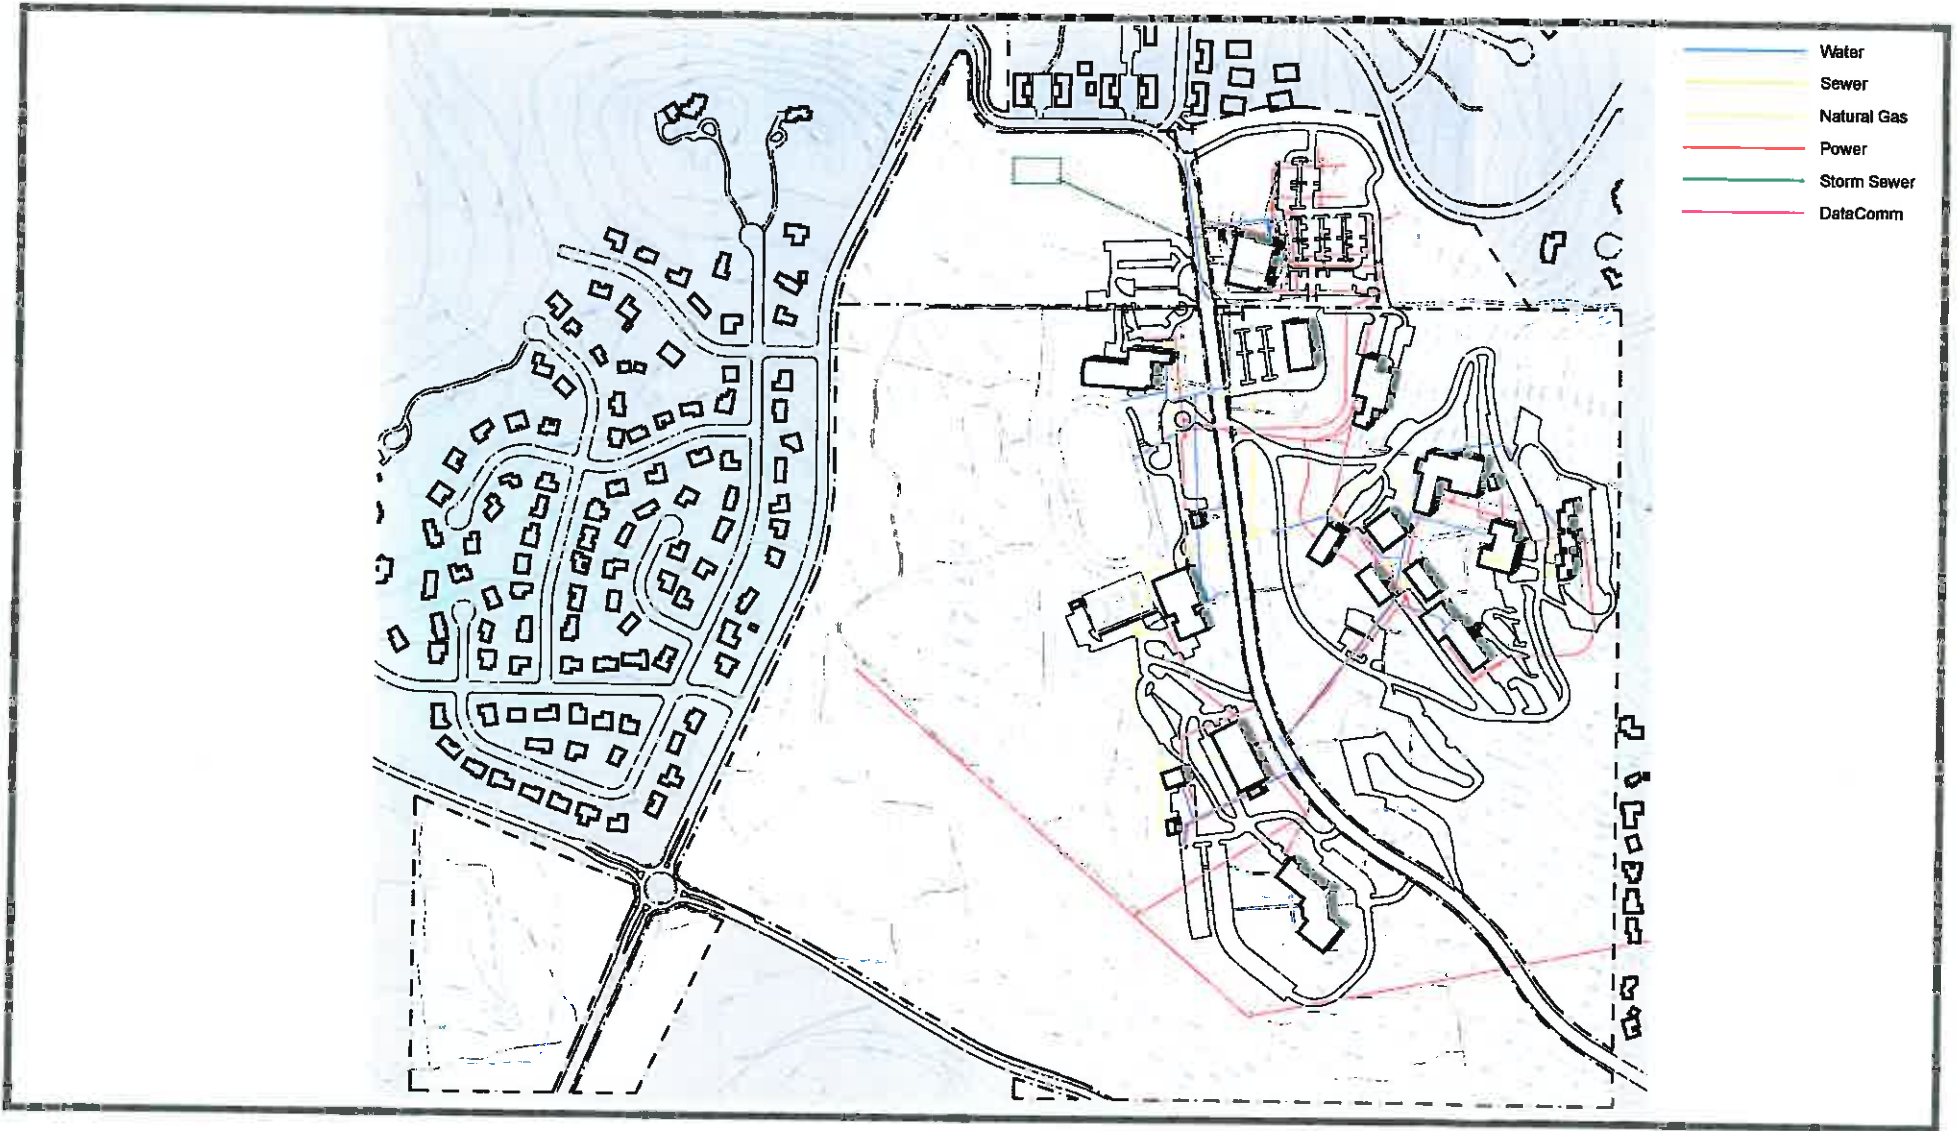 Water
Sewer
Natural Gas
Power
Storm Sewer
DataComm